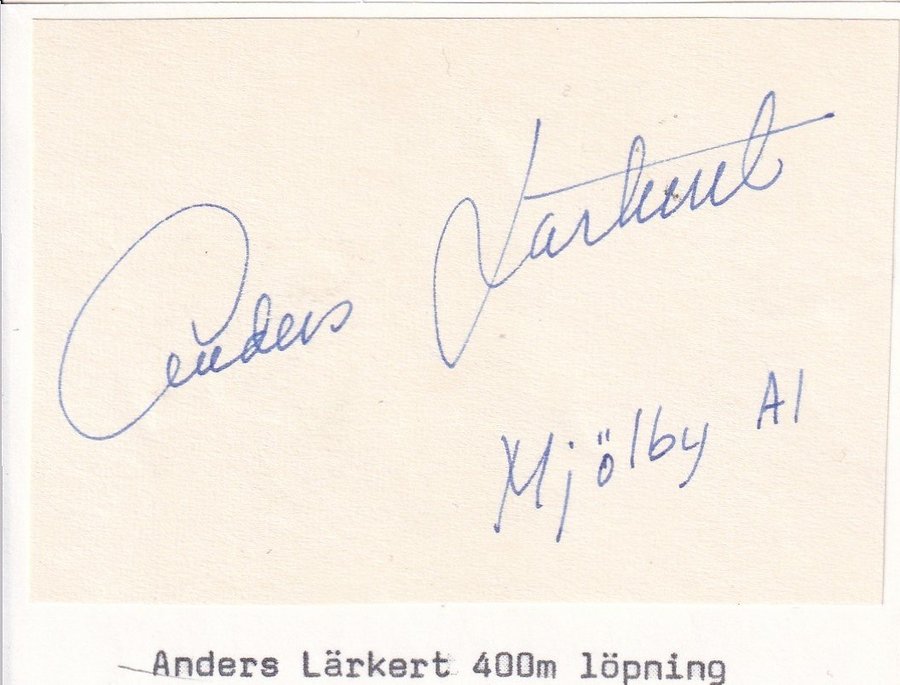 Anders Lärkert
Mjölby AI
Anders Lärkert 400m löpning